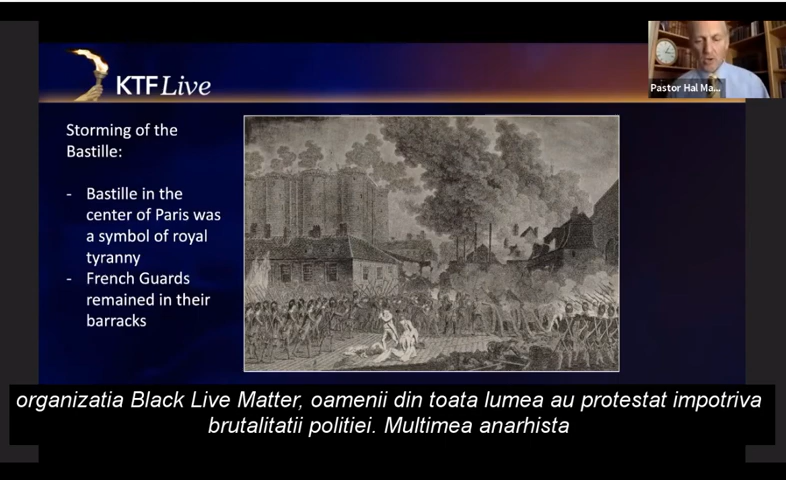 KTF Live
Pastor Hal Ma...
Storming of the
Bastille:
- Bastille in the
center of Paris was
a symbol of royal
tyranny
- French Guards
remained in their
barracks
organizatia Black Live Matter, oamenii din toata lumea au protestat impotriva
brutalitatii politiei. Multimea anarhista